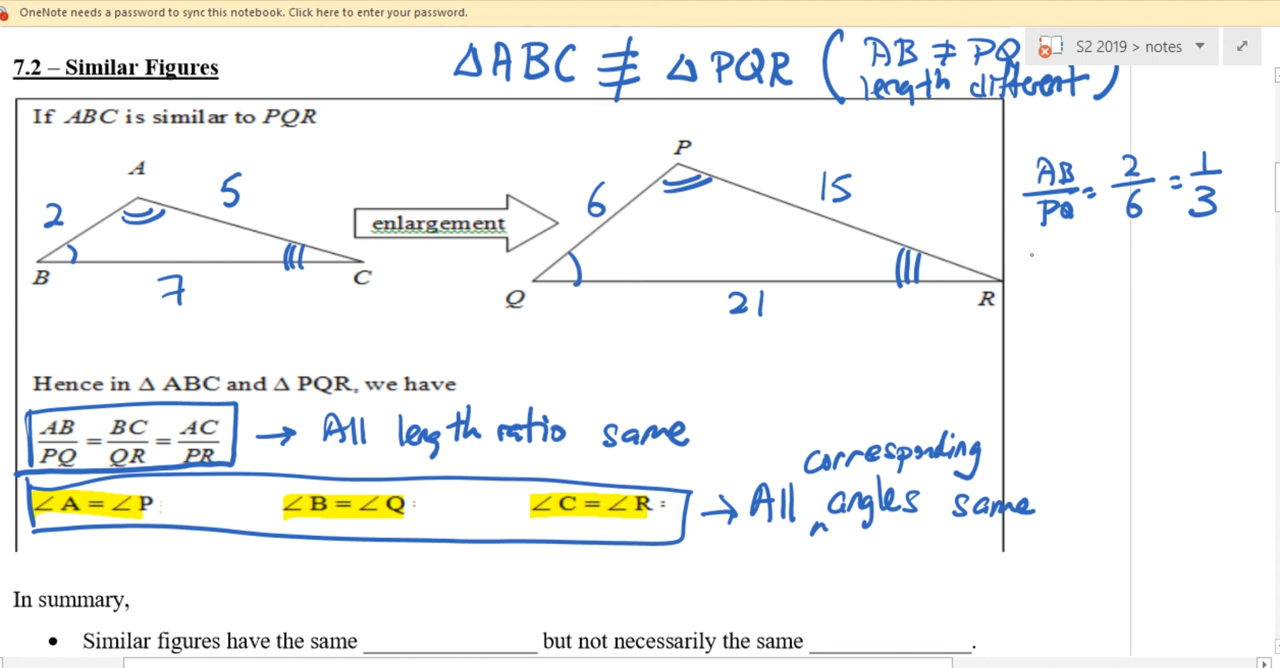 OneNote needs a password to sync this notebook. Click here to enter your password.
S2 2019 > notes
7.2 – Similar Figures
△ABC ≢ △PQR ( AB ≠ PQ
length different )
If ABC is similar to PQR
A
5
2
B
7
C
enlargement
P
6
15
Q
21
R
AB/PQ = 2/6 = 1/3
Hence in Δ ABC and Δ PQR, we have
AB/PQ = BC/QR = AC/PR → All length ratio same
corresponding
∠A = ∠P ∠B = ∠Q ∠C = ∠R → All angles same
In summary,
• Similar figures have the same ____________ but not necessarily the same ____________.